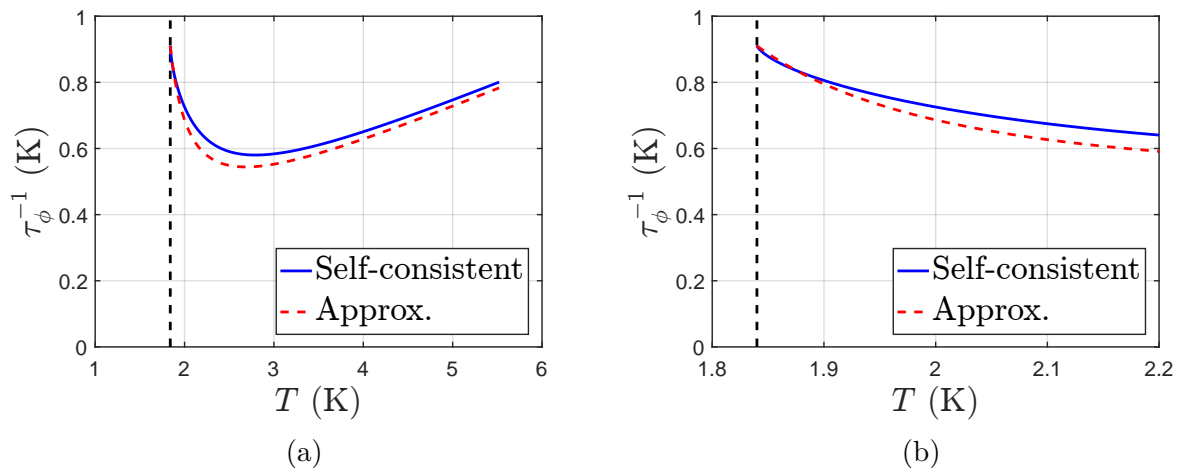 1
0.8
0.6
0.4
0.2
0
τ_ϕ^{-1} (K)
Self-consistent
Approx.
1 2 3 4 5 6
T (K)
(a)
1
0.8
0.6
0.4
0.2
0
τ_ϕ^{-1} (K)
Self-consistent
Approx.
1.8 1.9 2 2.1 2.2
T (K)
(b)